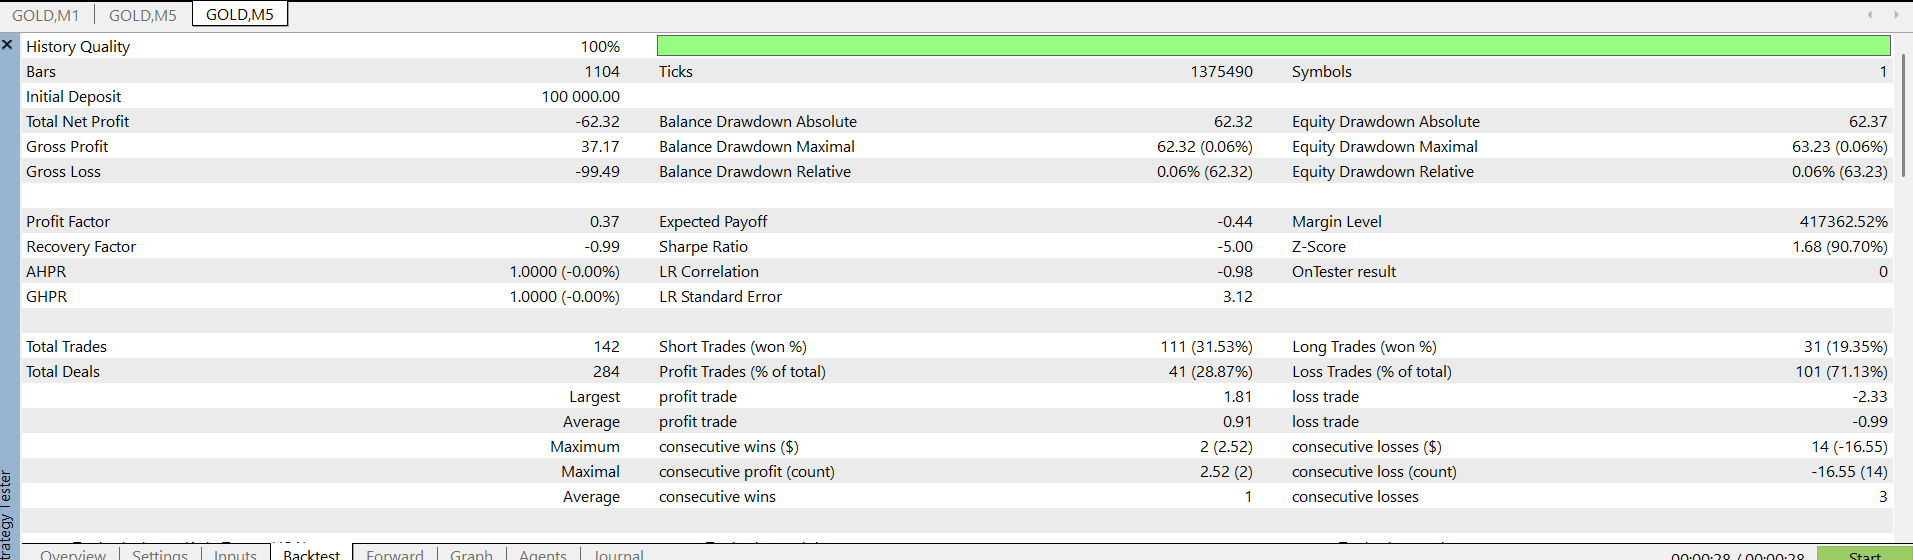 GOLD,M1 GOLD,M5 GOLD,M5
History Quality 100%
Bars 1104 Ticks 1375490 Symbols 1
Initial Deposit 100 000.00
Total Net Profit -62.32 Balance Drawdown Absolute 62.32 Equity Drawdown Absolute 62.37
Gross Profit 37.17 Balance Drawdown Maximal 62.32 (0.06%) Equity Drawdown Maximal 63.23 (0.06%)
Gross Loss -99.49 Balance Drawdown Relative 0.06% (62.32) Equity Drawdown Relative 0.06% (63.23)
Profit Factor 0.37 Expected Payoff -0.44 Margin Level 417362.52%
Recovery Factor -0.99 Sharpe Ratio -5.00 Z-Score 1.68 (90.70%)
AHPR 1.0000 (-0.00%) LR Correlation -0.98 OnTester result 0
GHPR 1.0000 (-0.00%) LR Standard Error 3.12
Total Trades 142 Short Trades (won %) 111 (31.53%) Long Trades (won %) 31 (19.35%)
Total Deals 284 Profit Trades (% of total) 41 (28.87%) Loss Trades (% of total) 101 (71.13%)
Largest profit trade 1.81 loss trade -2.33
Average profit trade 0.91 loss trade -0.99
Maximum consecutive wins ($) 2 (2.52) consecutive losses ($) 14 (-16.55)
Maximal consecutive profit (count) 2.52 (2) consecutive loss (count) -16.55 (14)
Average consecutive wins 1 consecutive losses 3
Overview Settings Inputs Backtest Forward Graph Agents Journal 00:00:28 / 00:00:28 Start